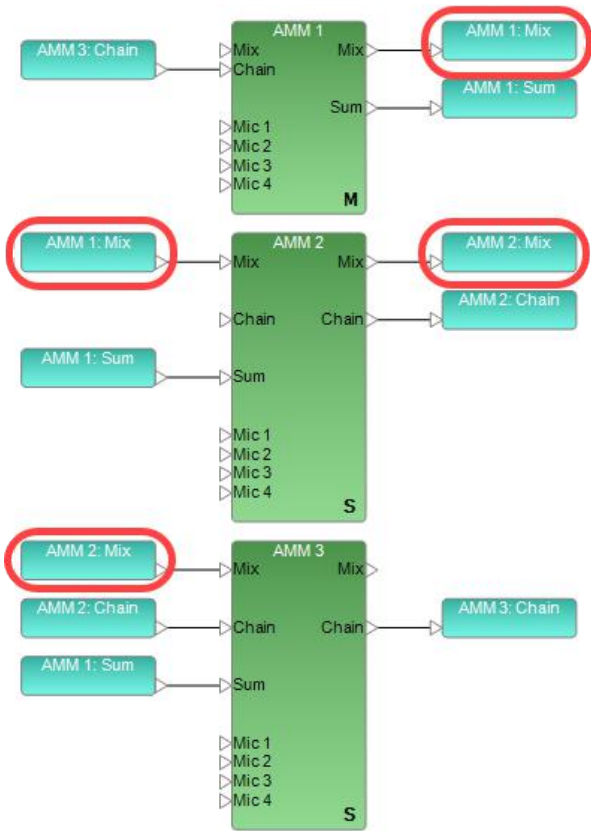 AMM 1
AMM 3: Chain
Mix
Mix
AMM 1: Mix
Chain
Sum
AMM 1: Sum
Mic 1
Mic 2
Mic 3
Mic 4
M
AMM 1: Mix
AMM 2
AMM 2: Mix
Mix
Mix
Chain
Chain
AMM 2: Chain
AMM 1: Sum
Sum
Mic 1
Mic 2
Mic 3
Mic 4
S
AMM 2: Mix
AMM 3
Mix
Mix
AMM 2: Chain
Chain
Chain
AMM 3: Chain
AMM 1: Sum
Sum
Mic 1
Mic 2
Mic 3
Mic 4
S